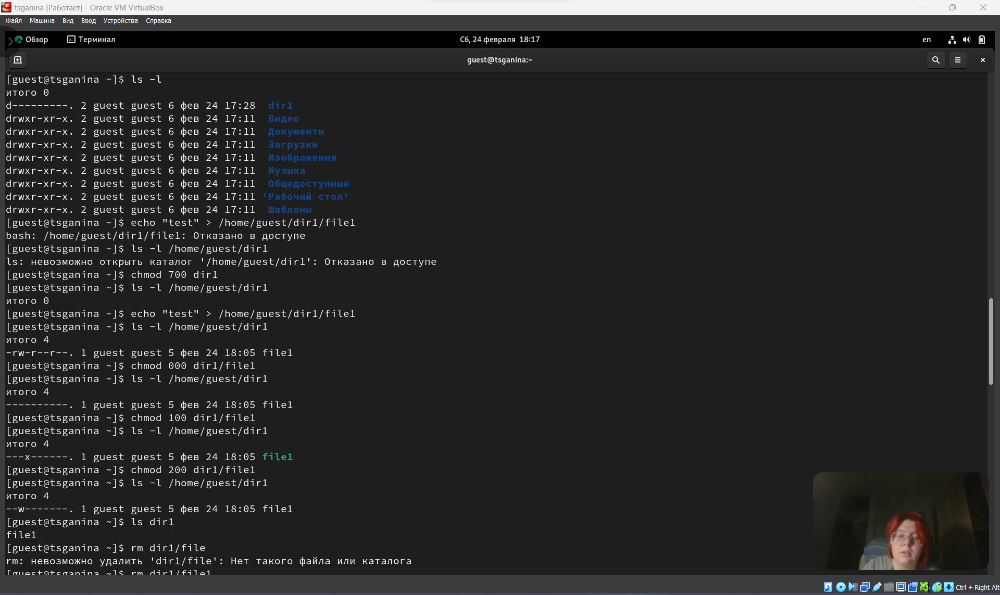 tsganina [Работает] - Oracle VM VirtualBox
Файл Машина Вид Ввод Устройства Справка
Обзор Терминал Сб, 24 февраля 18:17 en
guest@tsganina:~
[guest@tsganina ~]$ ls -l
итого 0
d---------. 2 guest guest 6 фев 24 17:28 dir1
drwxr-xr-x. 2 guest guest 6 фев 24 17:11 Видео
drwxr-xr-x. 2 guest guest 6 фев 24 17:11 Документы
drwxr-xr-x. 2 guest guest 6 фев 24 17:11 Загрузки
drwxr-xr-x. 2 guest guest 6 фев 24 17:11 Изображения
drwxr-xr-x. 2 guest guest 6 фев 24 17:11 Музыка
drwxr-xr-x. 2 guest guest 6 фев 24 17:11 Общедоступные
drwxr-xr-x. 2 guest guest 6 фев 24 17:11 'Рабочий стол'
drwxr-xr-x. 2 guest guest 6 фев 24 17:11 Шаблоны
[guest@tsganina ~]$ echo "test" > /home/guest/dir1/file1
bash: /home/guest/dir1/file1: Отказано в доступе
[guest@tsganina ~]$ ls -l /home/guest/dir1
ls: невозможно открыть каталог '/home/guest/dir1': Отказано в доступе
[guest@tsganina ~]$ chmod 700 dir1
[guest@tsganina ~]$ ls -l /home/guest/dir1
итого 0
[guest@tsganina ~]$ echo "test" > /home/guest/dir1/file1
[guest@tsganina ~]$ ls -l /home/guest/dir1
итого 4
-rw-r--r--. 1 guest guest 5 фев 24 18:05 file1
[guest@tsganina ~]$ chmod 000 dir1/file1
[guest@tsganina ~]$ ls -l /home/guest/dir1
итого 4
----------. 1 guest guest 5 фев 24 18:05 file1
[guest@tsganina ~]$ chmod 100 dir1/file1
[guest@tsganina ~]$ ls -l /home/guest/dir1
итого 4
---x------. 1 guest guest 5 фев 24 18:05 file1
[guest@tsganina ~]$ chmod 200 dir1/file1
[guest@tsganina ~]$ ls -l /home/guest/dir1
итого 4
--w-------. 1 guest guest 5 фев 24 18:05 file1
[guest@tsganina ~]$ ls dir1
file1
[guest@tsganina ~]$ rm dir1/file
rm: невозможно удалить 'dir1/file': Нет такого файла или каталога
[guest@tsganina ~]$ rm dir1/file1
Ctrl + Right Alt